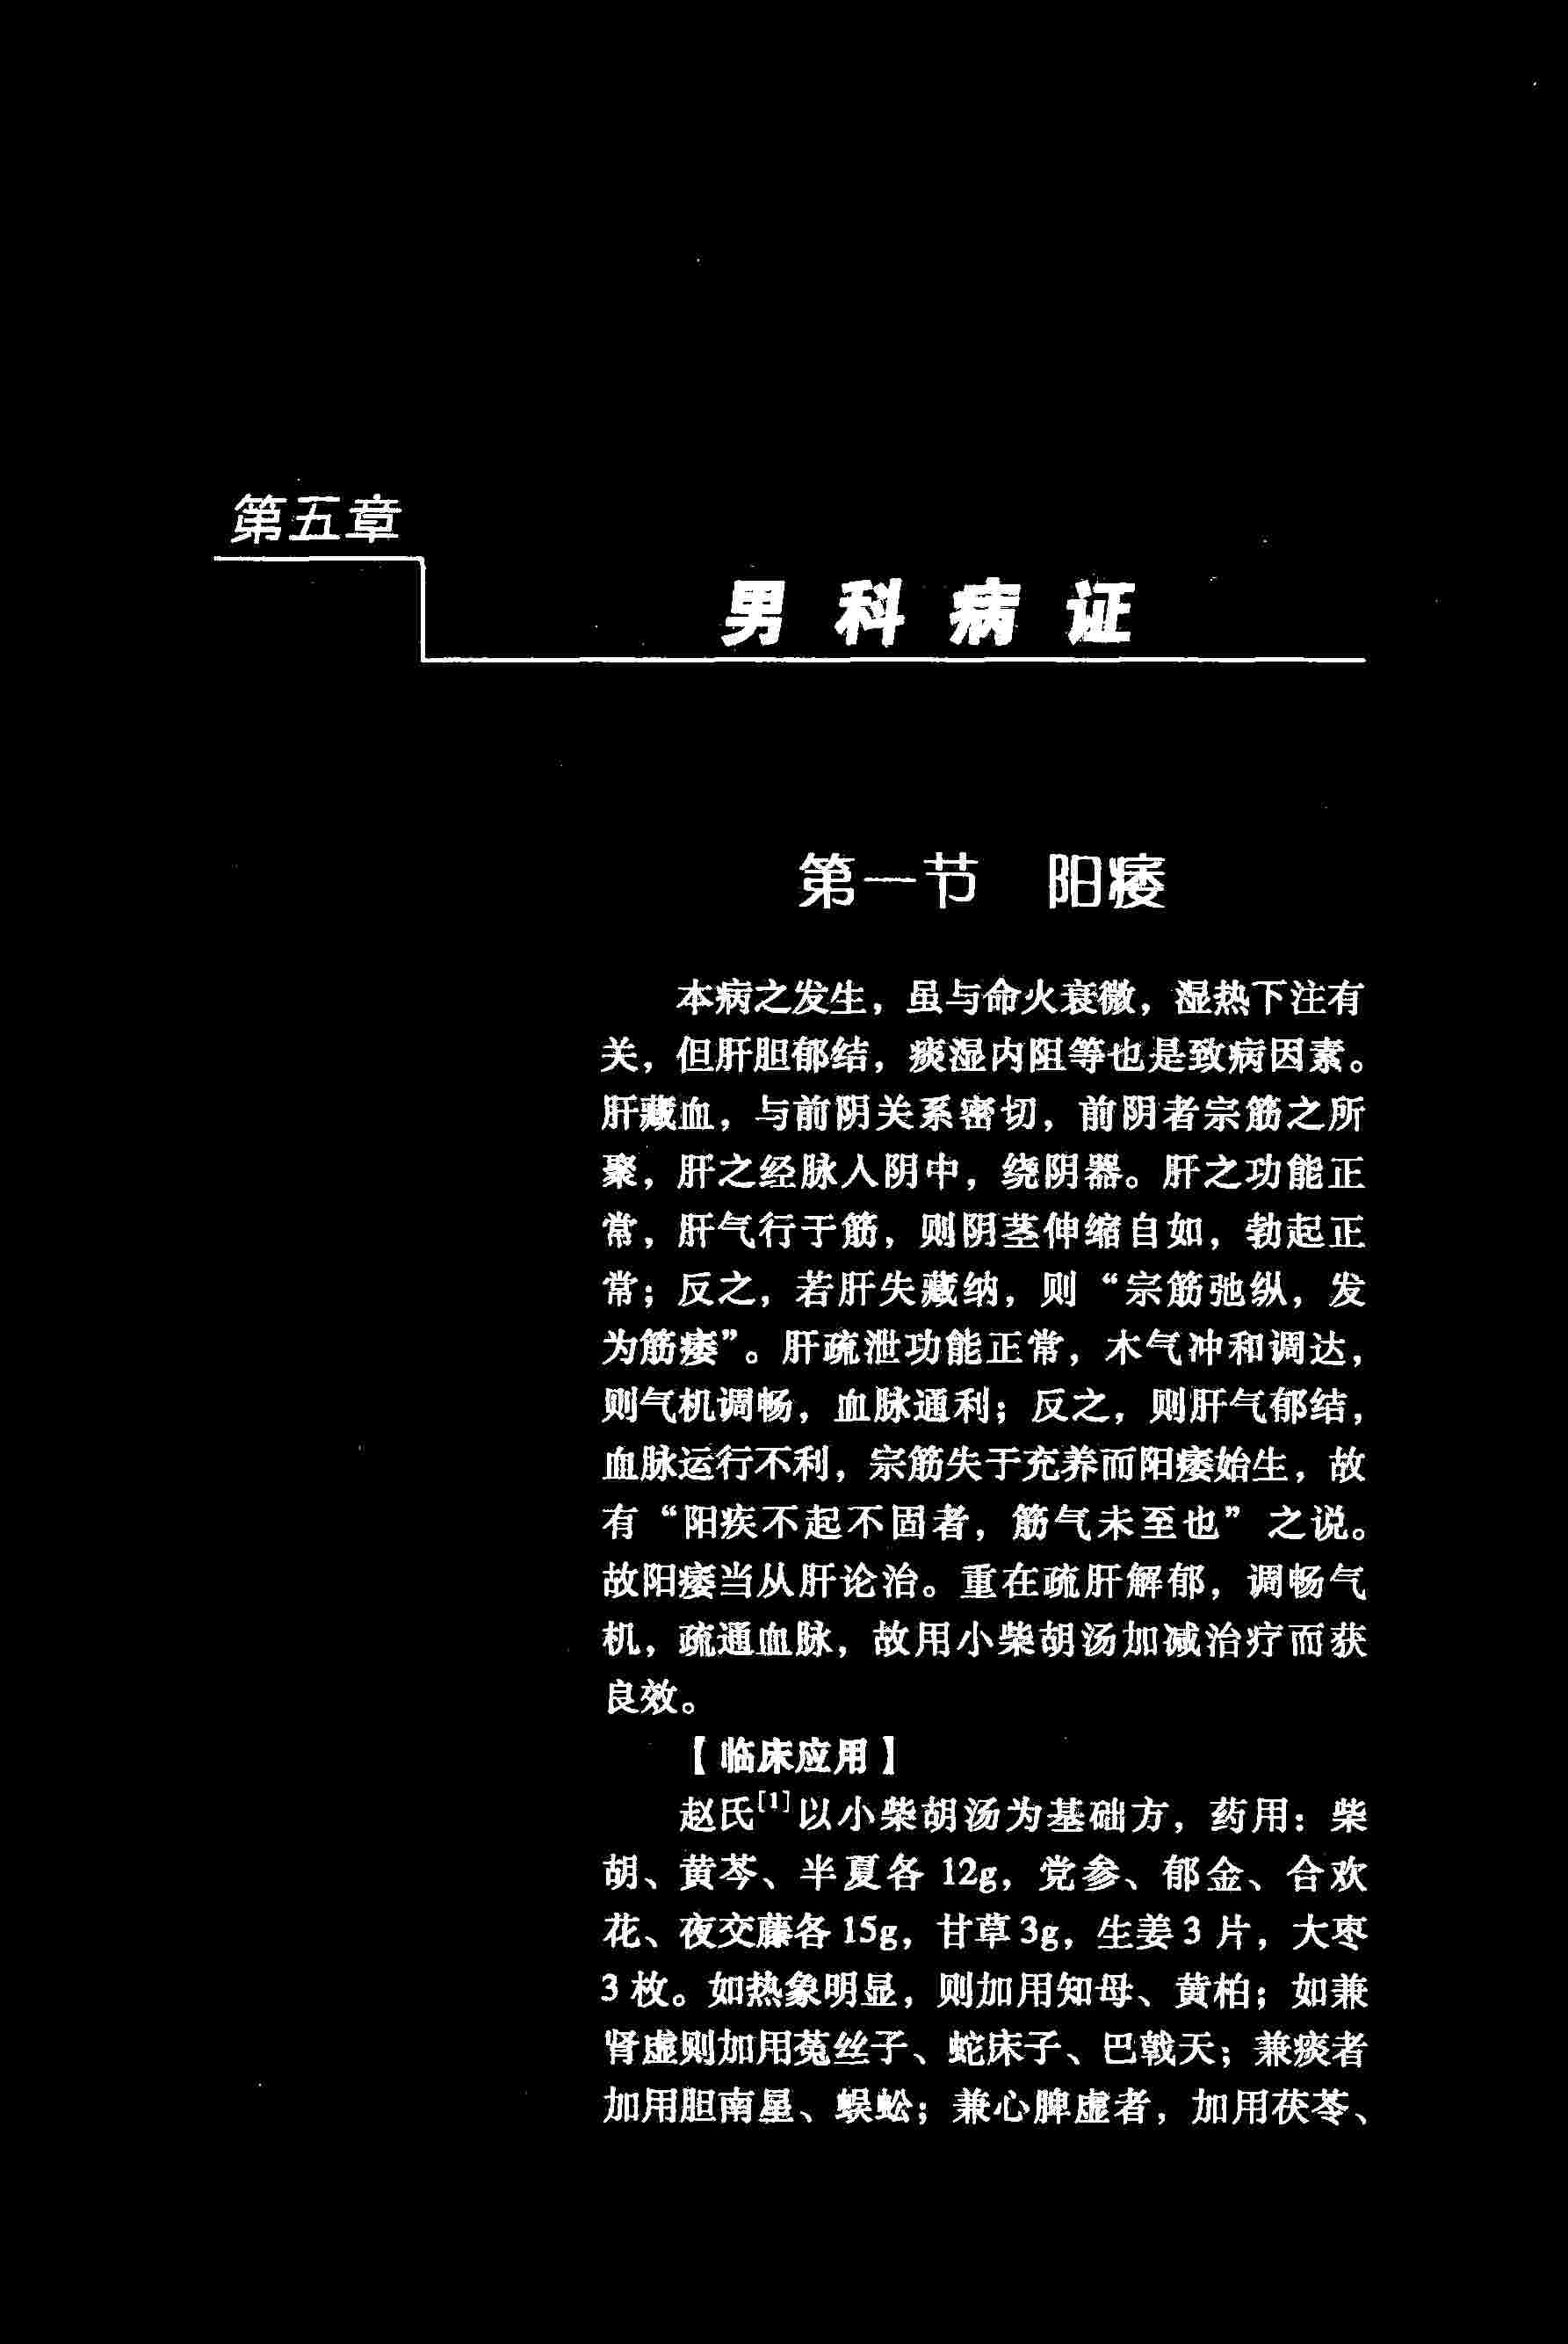 第五章
男科病证
第一节 阳痿
本病之发生，虽与命火衰微，湿热下注有
关，但肝胆郁结，痰湿内阻等也是致病因素。
肝藏血，与前阴关系密切，前阴者宗筋之所
聚，肝之经脉入阴中，绕阴器。肝之功能正
常，肝气行于筋，则阴茎伸缩自如，勃起正
常；反之，若肝失藏纳，则“宗筋弛纵，发
为筋痿”。肝疏泄功能正常，木气冲和调达，
则气机调畅，血脉通利；反之，则肝气郁结，
血脉运行不利，宗筋失于充养而阳痿始生，故
有“阳疾不起不固者，筋气未至也”之说。
故阳痿当从肝论治。重在疏肝解郁，调畅气
机，疏通血脉，故用小柴胡汤加减治疗而获
良效。
【临床应用】
赵氏[1]以小柴胡汤为基础方，药用：柴
胡、黄芩、半夏各12g，党参、郁金、合欢
花、夜交藤各15g，甘草3g，生姜3片，大枣
3枚。如热象明显，则加用知母、黄柏；如兼
肾虚则加用菟丝子、蛇床子、巴戟天；兼痰者
加用胆南星、蜈蚣；兼心脾虚者，加用茯苓、